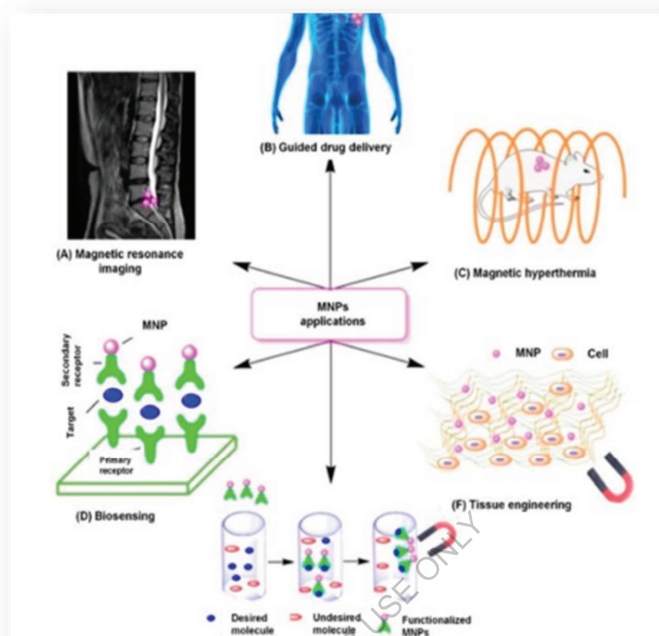 (B) Guided drug delivery
(A) Magnetic resonance
imaging
(C) Magnetic hyperthermia
MNPs
applications
MNP
Secondary
receptor
Target
Primary
receptor
(D) Biosensing
MNP
Cell
(F) Tissue engineering
Desired
molecule
Undesired
molecule
Functionalized
MNPs
USE ONLY